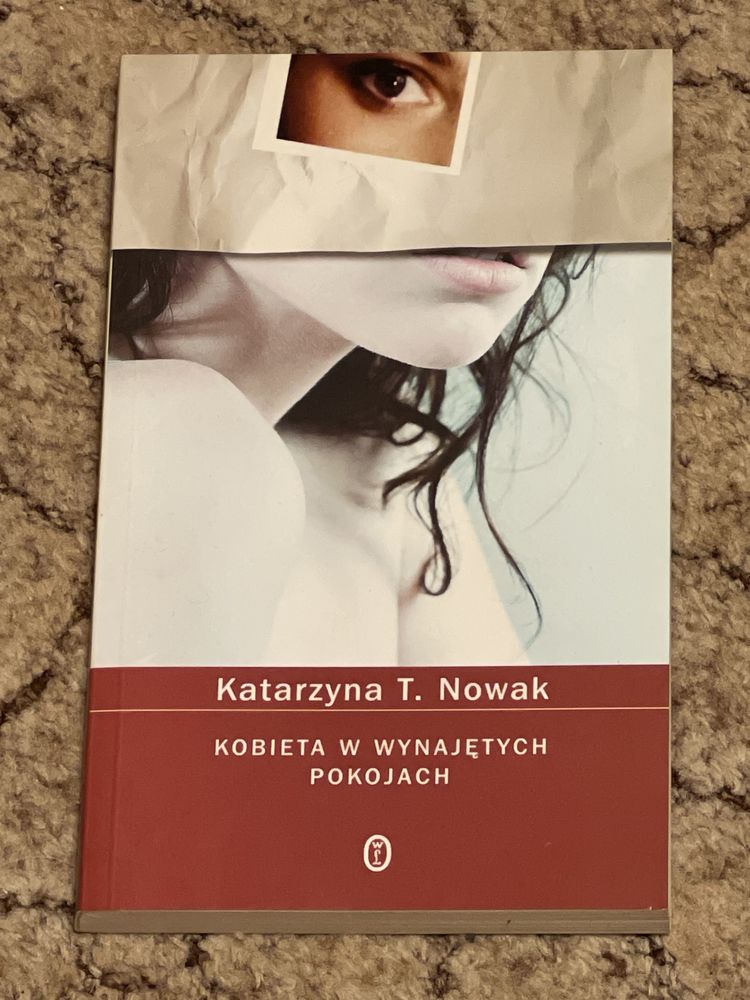 Katarzyna T. Nowak
KOBIETA W WYNAJĘTYCH
POKOJACH
W
Ł